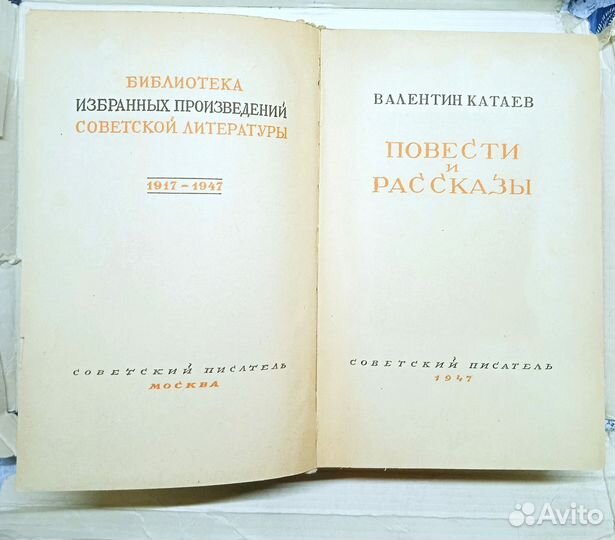 БИБЛИОТЕКА
ИЗБРАННЫХ ПРОИЗВЕДЕНИЙ
СОВЕТСКОЙ ЛИТЕРАТУРЫ
1917-1947
СОВЕТСКИЙ ПИСАТЕЛЬ
МОСКВА
ВАЛЕНТИН КАТАЕВ
ПОВЕСТИ
И
РАССКАЗЫ
СОВЕТСКИЙ ПИСАТЕЛЬ
1947
Avito